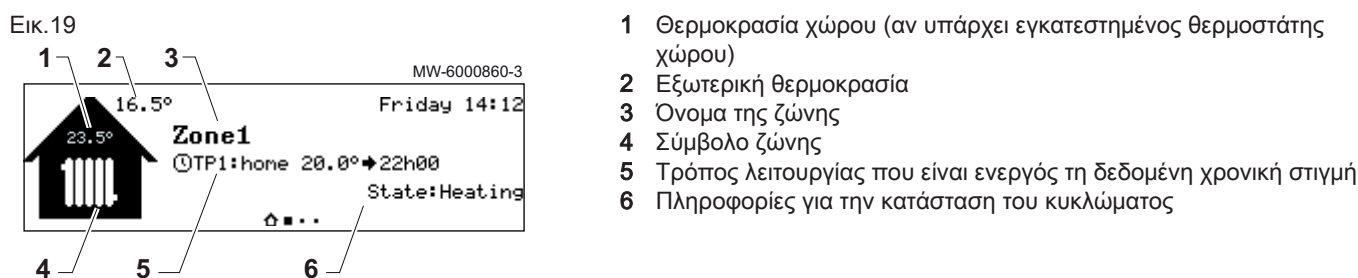 Εικ.19
1 2 3
MW-6000860-3
16.5° Friday 14:12
23.5° Zone1
TP1:home 20.0°➔22h00
State:Heating
4 5 6
1 Θερμοκρασία χώρου (αν υπάρχει εγκατεστημένος θερμοστάτης
χώρου)
2 Εξωτερική θερμοκρασία
3 Όνομα της ζώνης
4 Σύμβολο ζώνης
5 Τρόπος λειτουργίας που είναι ενεργός τη δεδομένη χρονική στιγμή
6 Πληροφορίες για την κατάσταση του κυκλώματος